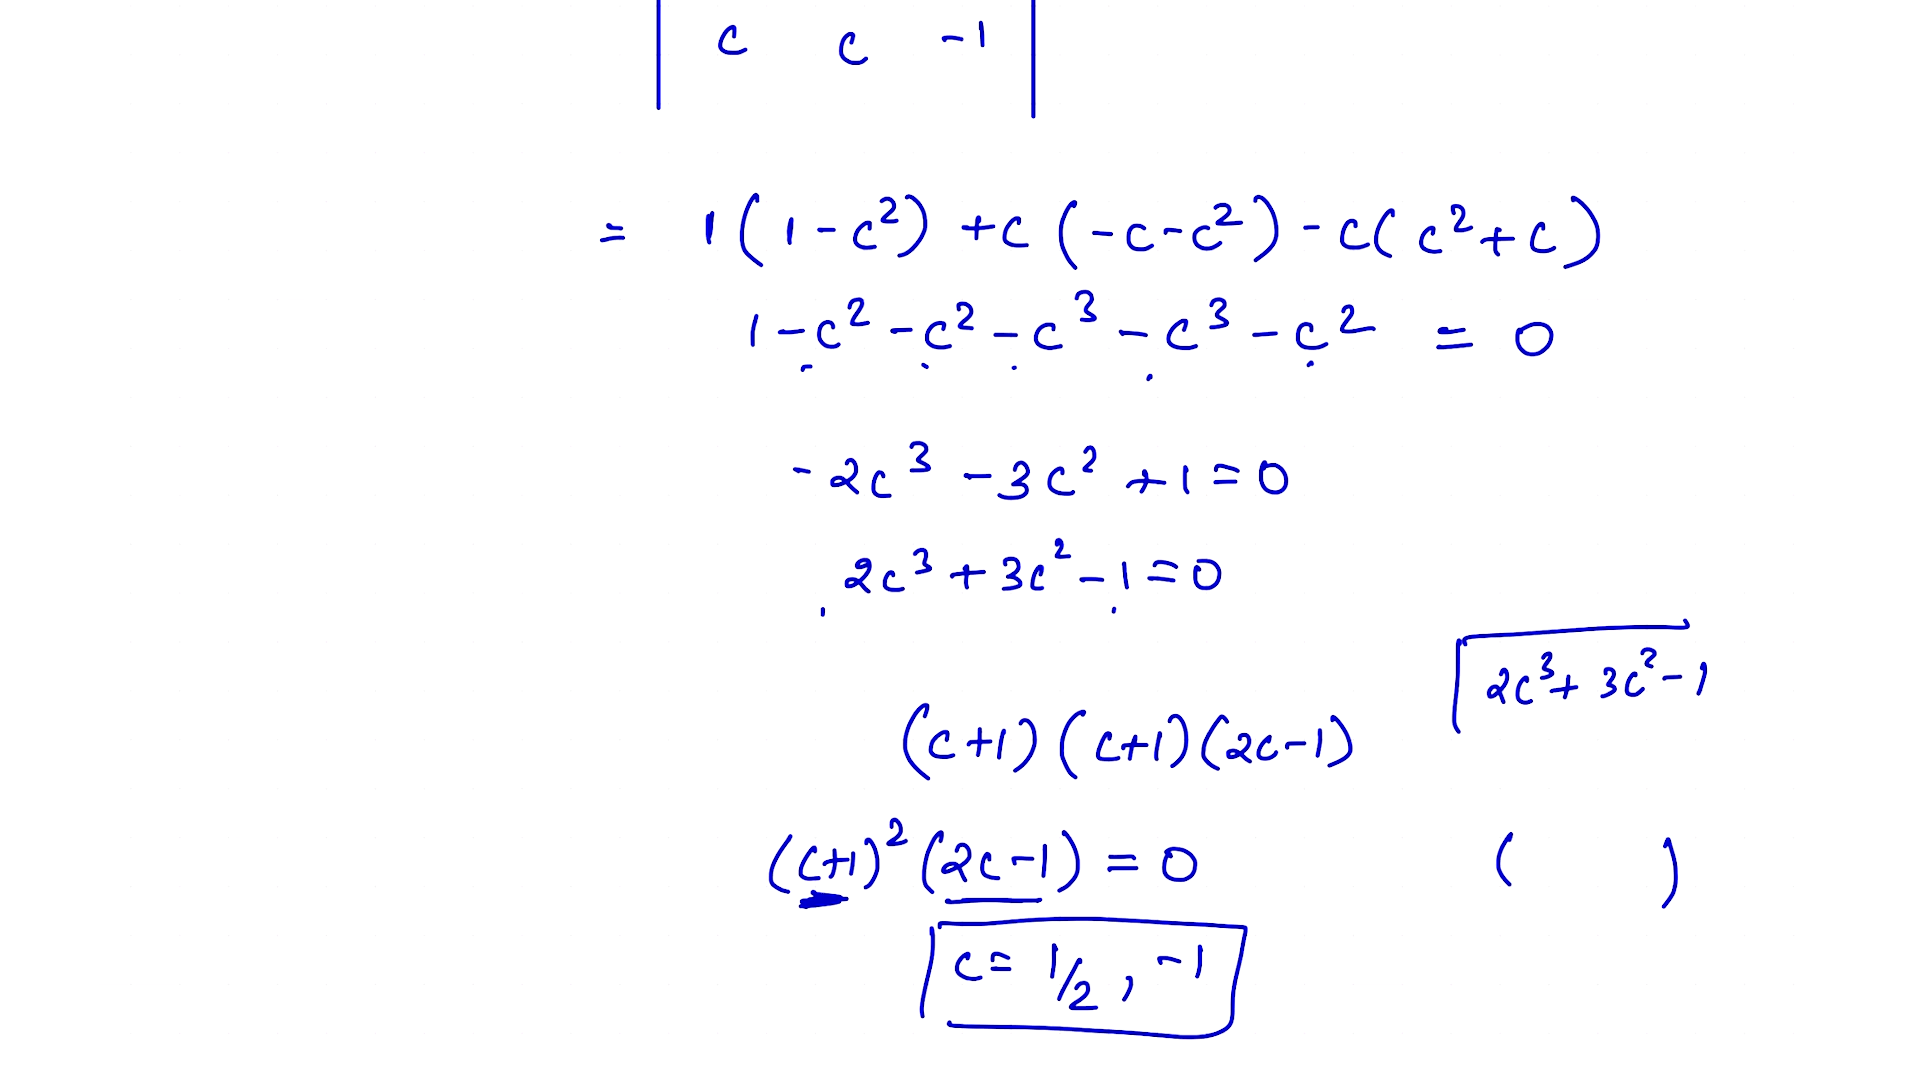 | c c -1 |
= 1(1-c²) +c(-c-c²) -c(c²+c)
1-c²-c²-c³-c³-c² = 0
-2c³ -3c² +1=0
2c³+3c²-1=0
2c³+3c²-1
(c+1)(c+1)(2c-1)
(c+1)²(2c-1) = 0 ( )
c= 1/2, -1